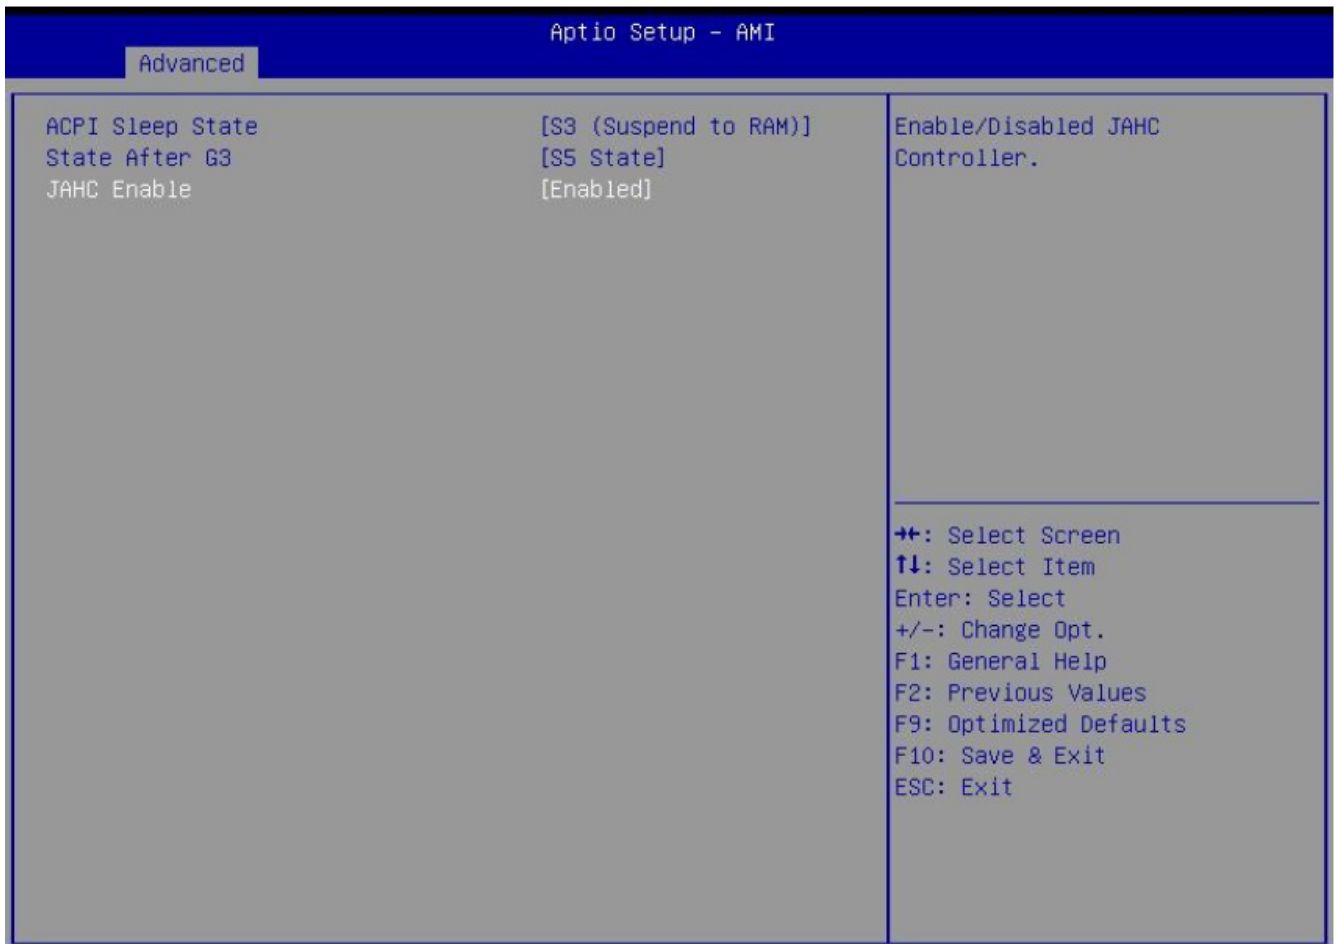 Aptio Setup – AMI
Advanced
ACPI Sleep State [S3 (Suspend to RAM)]
State After G3 [S5 State]
JAHC Enable [Enabled]
Enable/Disabled JAHC
Controller.
→←: Select Screen
↑↓: Select Item
Enter: Select
+/-: Change Opt.
F1: General Help
F2: Previous Values
F9: Optimized Defaults
F10: Save & Exit
ESC: Exit